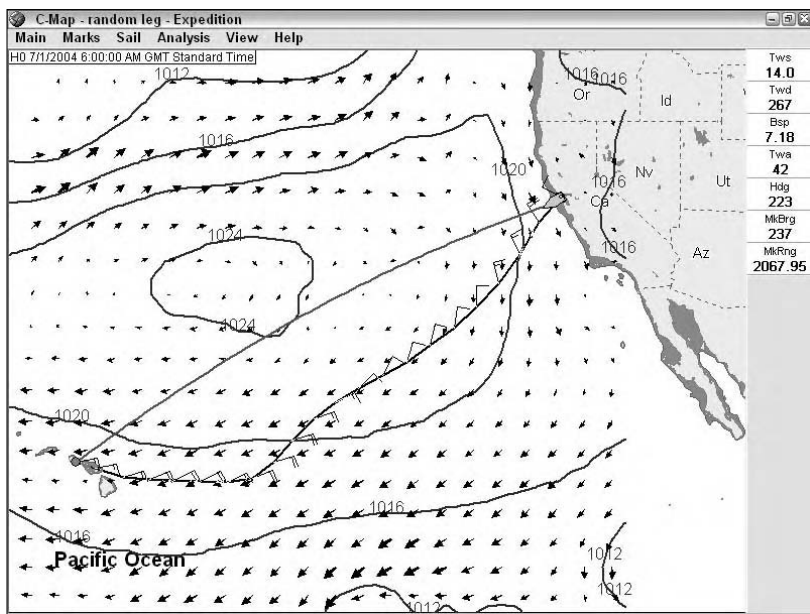 C-Map - random leg - Expedition
Main Marks Sail Analysis View Help
H0 7/1/2004 6:00:00 AM GMT Standard Time
Tws
14.0
Twd
267
Bsp
7.18
Twa
42
Hdg
223
MkBrg
237
MkRng
2067.95
1012
1016
1016
Or
Id
1016
1020
1016
Nv
Ut
Ca
1024
1016
Az
1024
1020
1016
1016
Pacific Ocean
1012
1012
1012